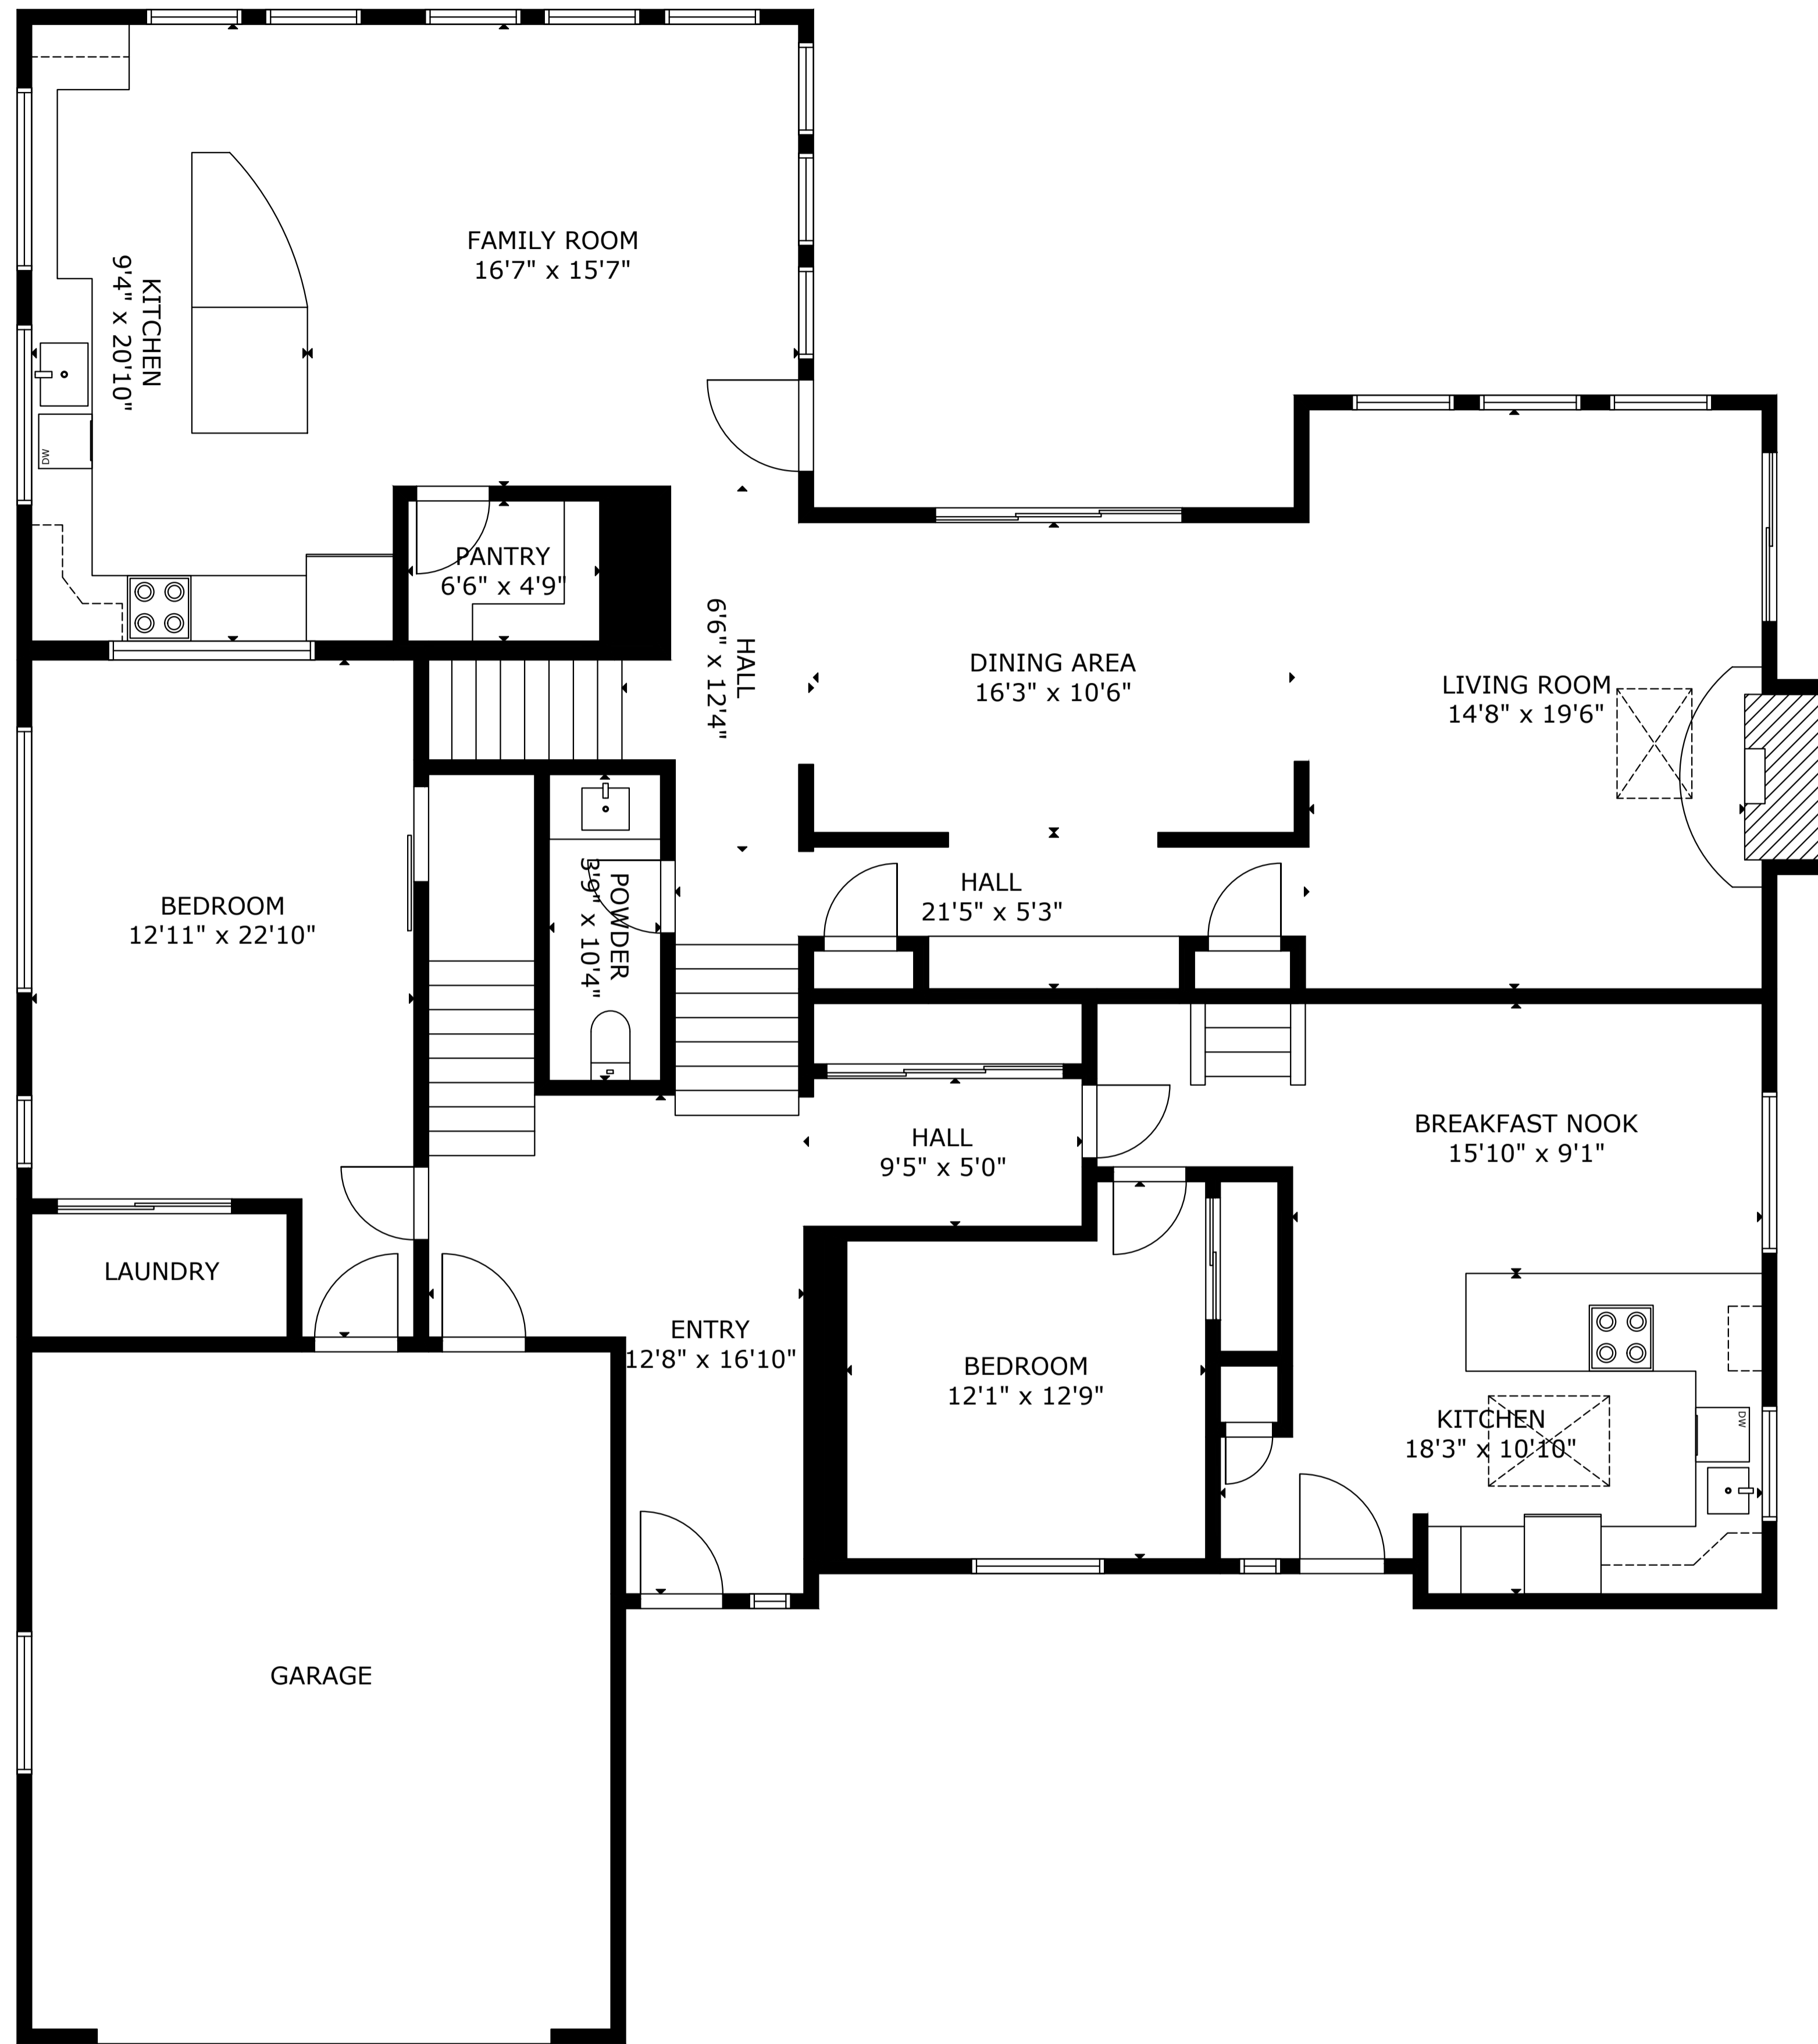 FAMILY ROOM
16'7" x 15'7"
KITCHEN
9'4" x 20'10"
DW
PANTRY
6'6" x 4'9"
HALL
6'6" x 12'4"
DINING AREA
16'3" x 10'6"
LIVING ROOM
14'8" x 19'6"
BEDROOM
12'11" x 22'10"
POWDER
3'9" x 10'4"
HALL
21'5" x 5'3"
HALL
9'5" x 5'0"
BREAKFAST NOOK
15'10" x 9'1"
LAUNDRY
ENTRY
12'8" x 16'10"
BEDROOM
12'1" x 12'9"
KITCHEN
18'3" x 10'10"
DW
GARAGE